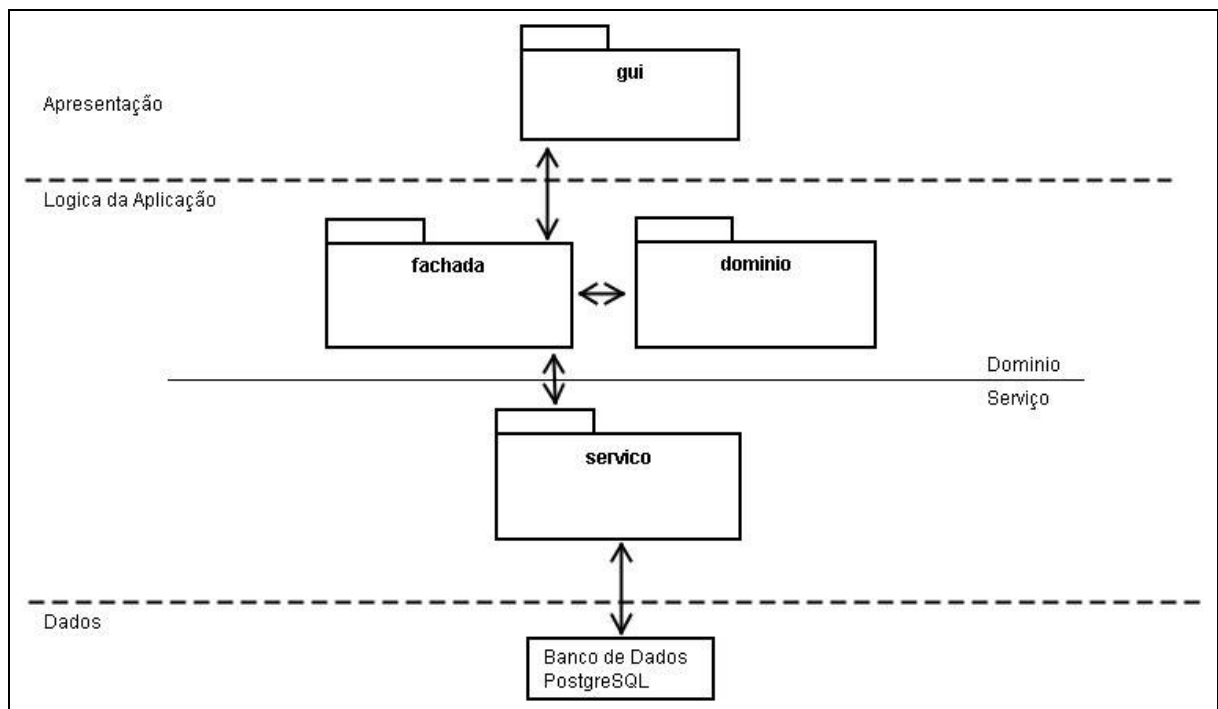 gui
Apresentação
Logica da Aplicação
fachada
dominio
Dominio
Serviço
servico
Dados
Banco de Dados
PostgreSQL